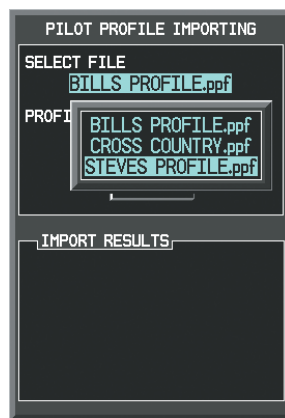 PILOT PROFILE IMPORTING
SELECT FILE
BILLS PROFILE.ppf
PROFI
BILLS PROFILE.ppf
CROSS COUNTRY.ppf
STEVES PROFILE.ppf
IMPORT RESULTS